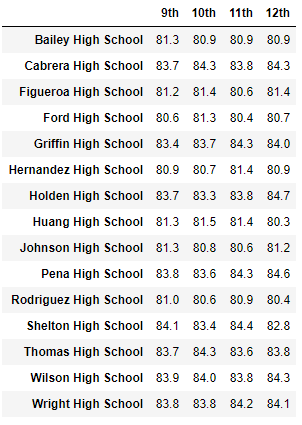 9th 10th 11th 12th
Bailey High School 81.3 80.9 80.9 80.9
Cabrera High School 83.7 84.3 83.8 84.3
Figueroa High School 81.2 81.4 80.6 81.4
Ford High School 80.6 81.3 80.4 80.7
Griffin High School 83.4 83.7 84.3 84.0
Hernandez High School 80.9 80.7 81.4 80.9
Holden High School 83.7 83.3 83.8 84.7
Huang High School 81.3 81.5 81.4 80.3
Johnson High School 81.3 80.8 80.6 81.2
Pena High School 83.8 83.6 84.3 84.6
Rodriguez High School 81.0 80.6 80.9 80.4
Shelton High School 84.1 83.4 84.4 82.8
Thomas High School 83.7 84.3 83.6 83.8
Wilson High School 83.9 84.0 83.8 84.3
Wright High School 83.8 83.8 84.2 84.1